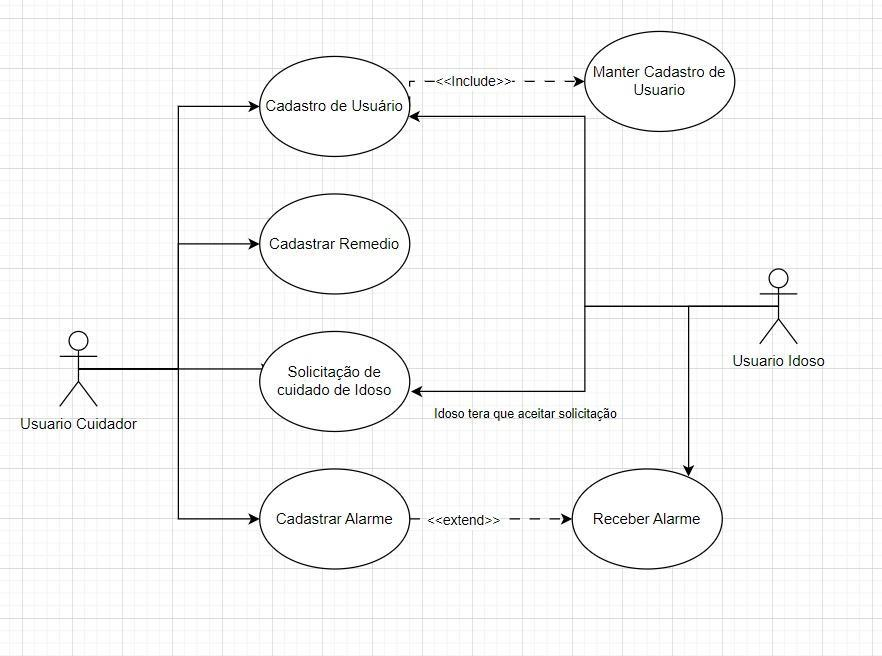 Cadastro de Usuário
<<Include>>
Manter Cadastro de
Usuario
Cadastrar Remedio
Usuario Idoso
Solicitação de
cuidado de Idoso
Idoso tera que aceitar solicitação
Usuario Cuidador
Cadastrar Alarme
<<extend>>
Receber Alarme